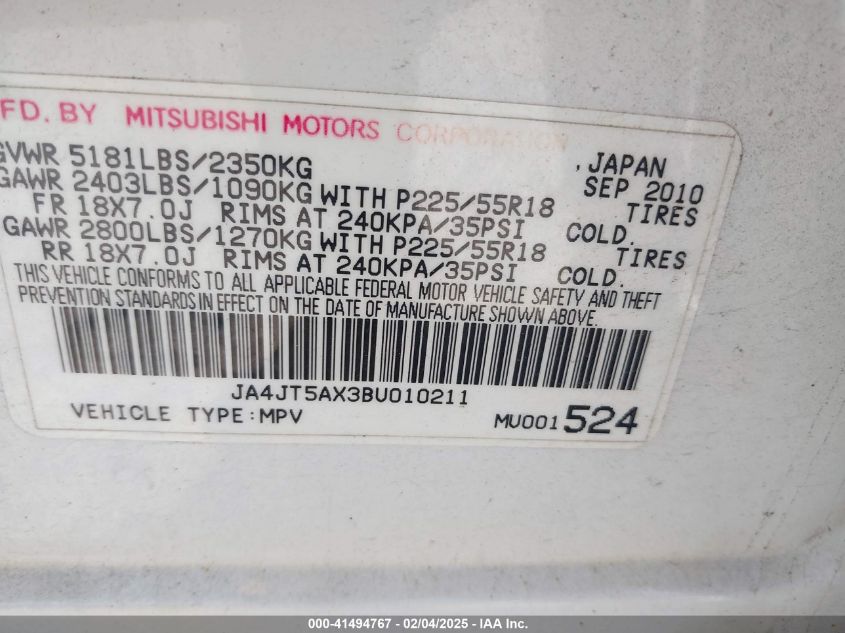 FD. BY MITSUBISHI MOTORS CORPORATION
, JAPAN
GVWR 5181LBS/2350KG SEP 2010
GAWR 2403LBS/1090KG WITH P225/55R18 TIRES
FR 18X7.0J RIMS AT 240KPA/35PSI COLD.
GAWR 2800LBS/1270KG WITH P225/55R18 TIRES
RR 18X7.0J RIMS AT 240KPA/35PSI COLD.
THIS VEHICLE CONFORMS TO ALL APPLICABLE FEDERAL MOTOR VEHICLE SAFETY AND THEFT
PREVENTION STANDARDS IN EFFECT ON THE DATE OF MANUFACTURE SHOWN ABOVE.
JA4JT5AX3BU010211
VEHICLE TYPE:MPV MU001524
000-41494767 - 02/04/2025 - IAA Inc.